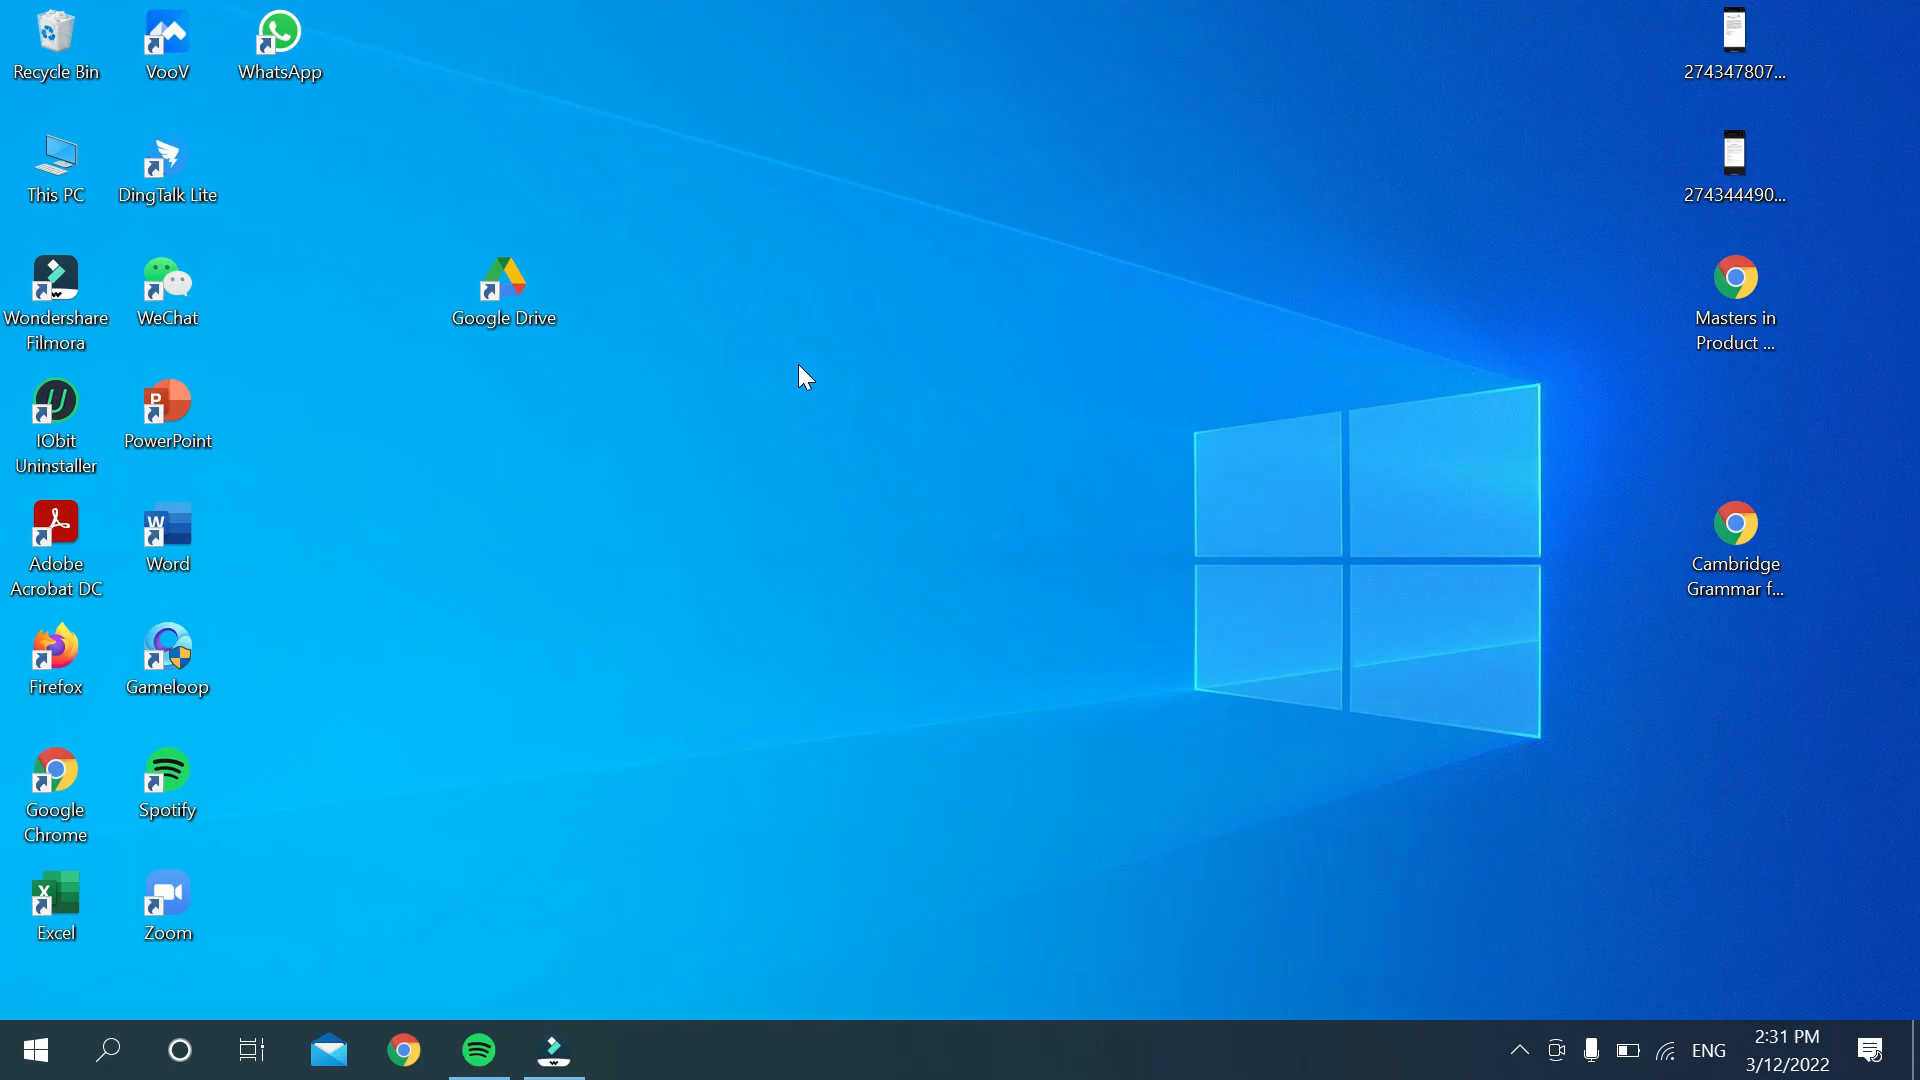 Recycle Bin
VooV
WhatsApp
274347807...
This PC
DingTalk Lite
274344490...
Wondershare
Filmora
WeChat
Google Drive
Masters in
Product ...
IObit
Uninstaller
PowerPoint
Adobe
Acrobat DC
Word
Cambridge
Grammar f...
Firefox
Gameloop
Google
Chrome
Spotify
Excel
Zoom
ENG
2:31 PM
3/12/2022